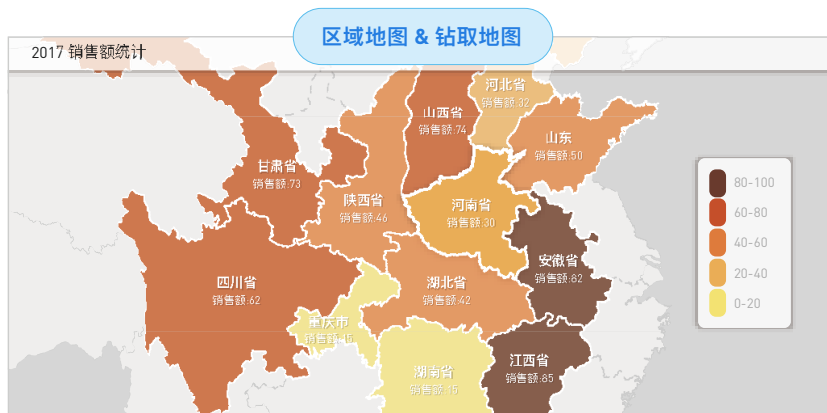 区域地图 & 钻取地图
2017 销售额统计
河北省
销售额:32
山西省
销售额:74
山东
销售额:50
甘肃省
销售额:73
陕西省
销售额:46
河南省
销售额:30
安徽省
销售额:82
四川省
销售额:62
湖北省
销售额:42
重庆市
销售额:15
江西省
销售额:85
湖南省
销售额:15
80-100
60-80
40-60
20-40
0-20